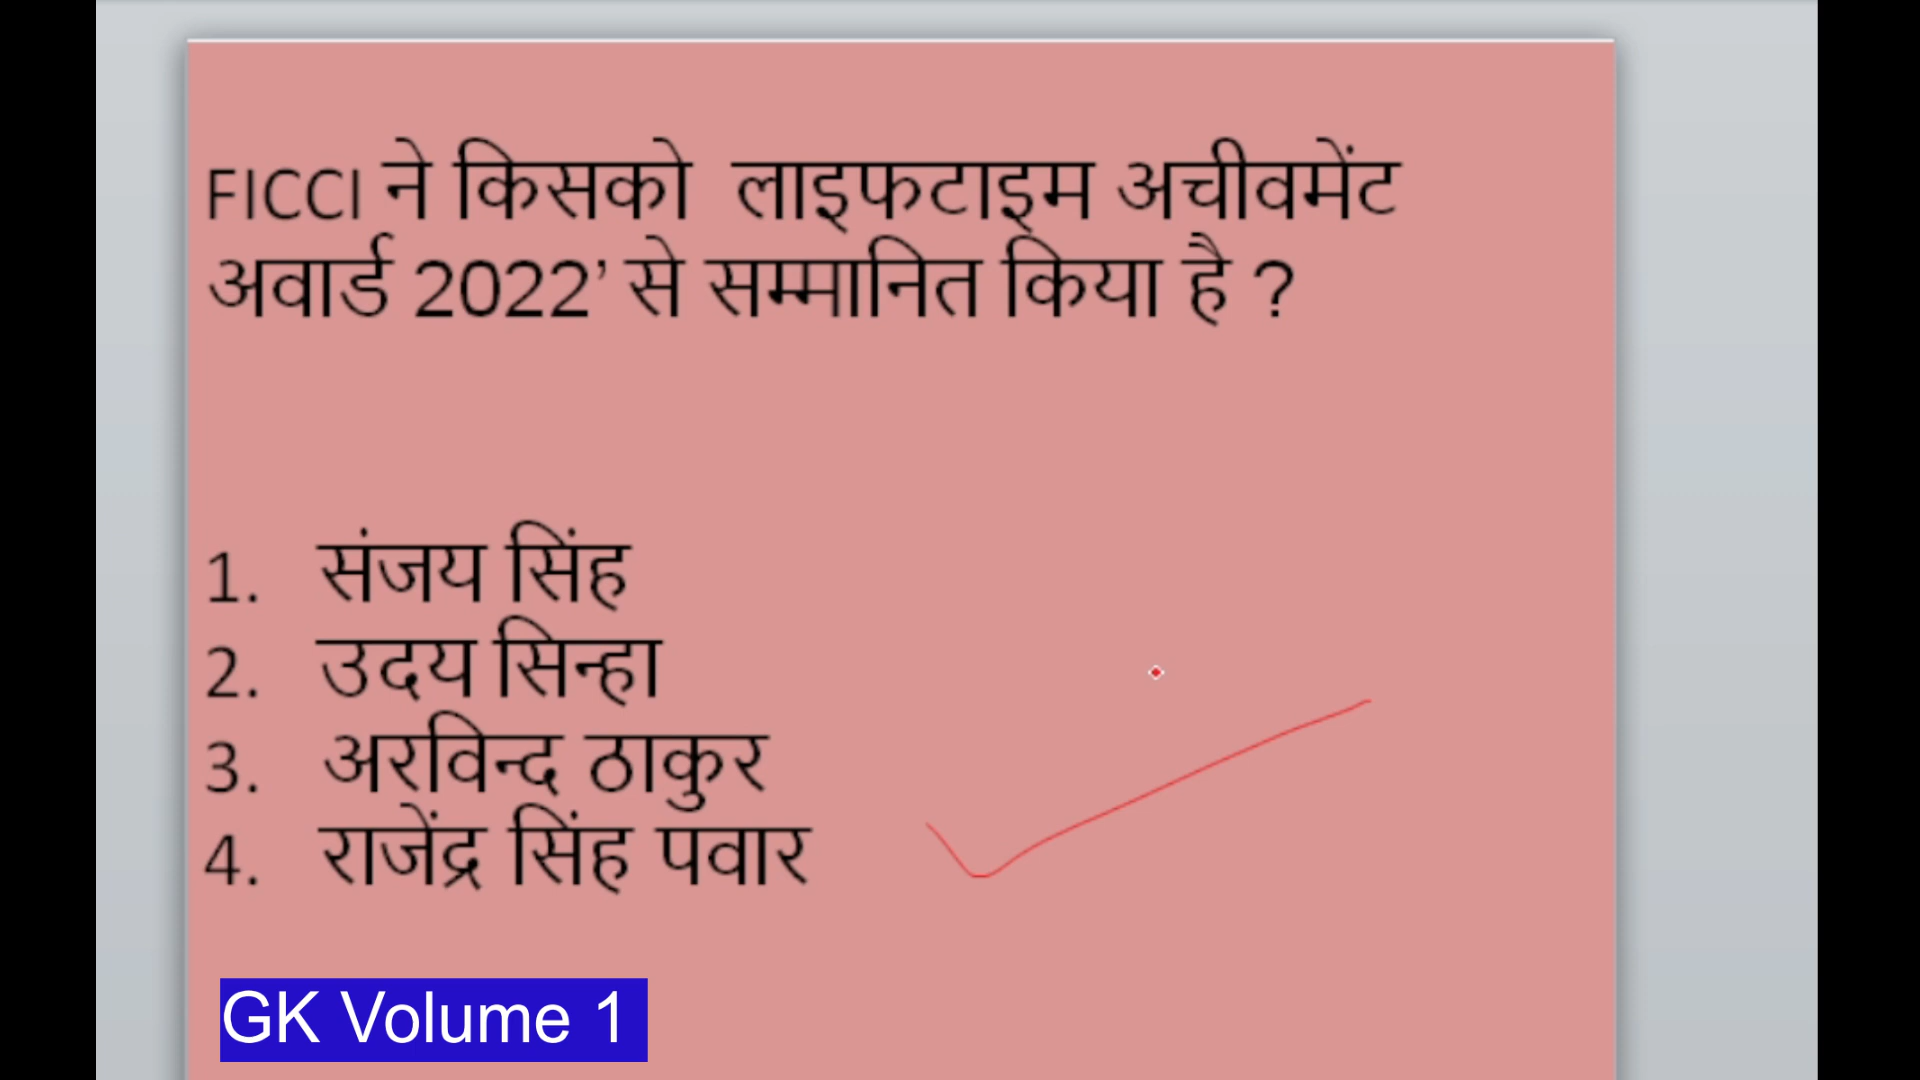 FICCI ने किसको लाइफटाइम अचीवमेंट
अवार्ड 2022’ से सम्मानित किया है ?
1. संजय सिंह
2. उदय सिन्हा
3. अरविन्द ठाकुर
4. राजेंद्र सिंह पवार
GK Volume 1